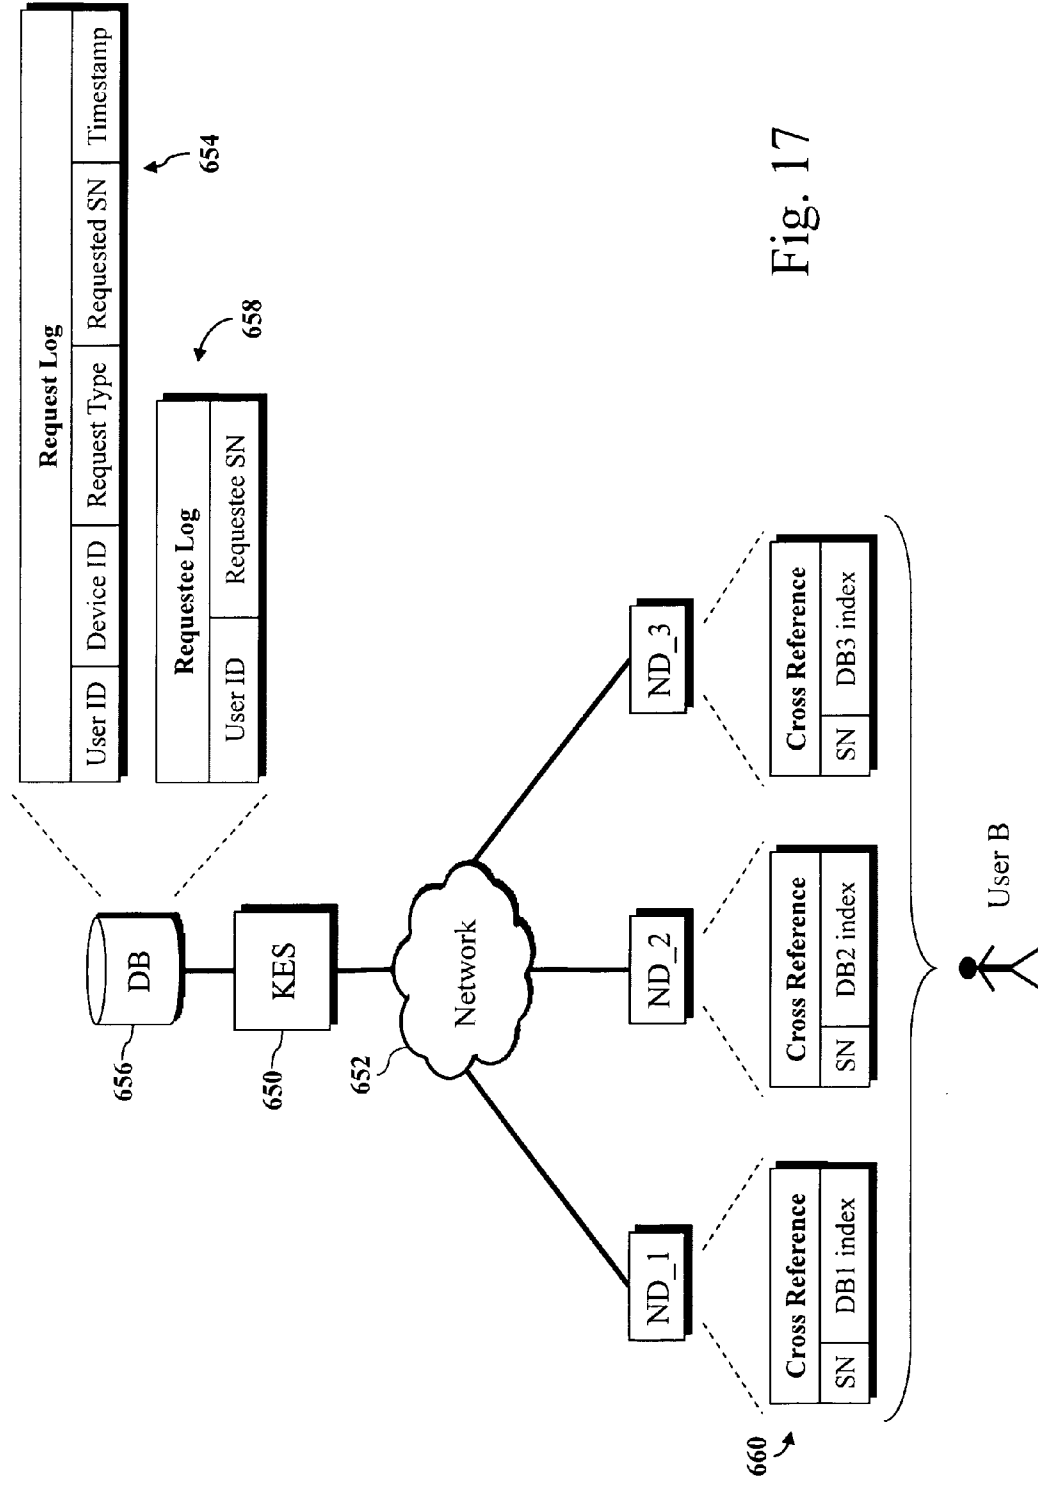 Request Log
User ID Device ID Request Type Requested SN Timestamp
654
Requestee Log
User ID Requestee SN
658
DB
656
KES
650
Network
652
ND_1 ND_2 ND_3
Cross Reference
SN DB1 index
Cross Reference
SN DB2 index
Cross Reference
SN DB3 index
660
User B
Fig. 17